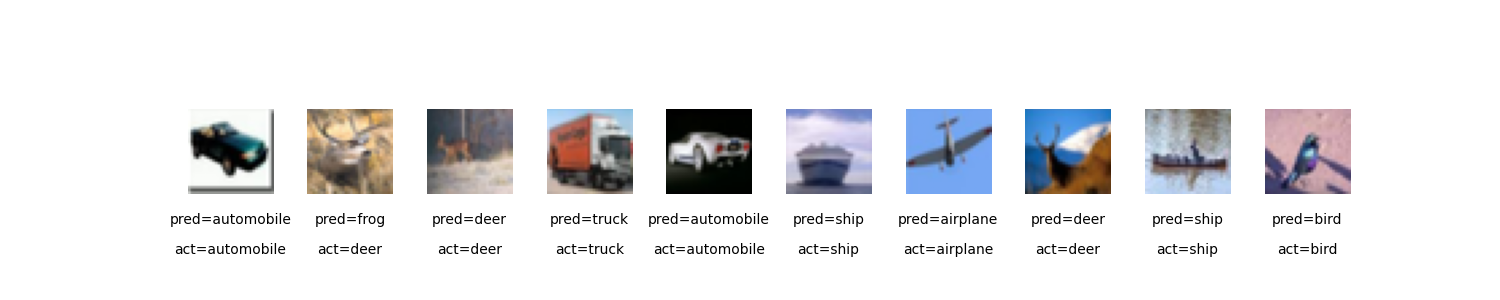 pred=automobile pred=frog pred=deer pred=truck pred=automobile pred=ship pred=airplane pred=deer pred=ship pred=bird
act=automobile act=deer act=deer act=truck act=automobile act=ship act=airplane act=deer act=ship act=bird